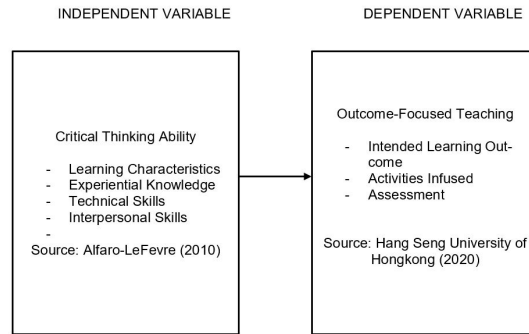 INDEPENDENT VARIABLE
DEPENDENT VARIABLE
Critical Thinking Ability
- Learning Characteristics
- Experiential Knowledge
- Technical Skills
- Interpersonal Skills
-
Source: Alfaro-LeFevre (2010)
Outcome-Focused Teaching
- Intended Learning Out-
come
- Activities Infused
- Assessment
Source: Hang Seng University of
Hongkong (2020)